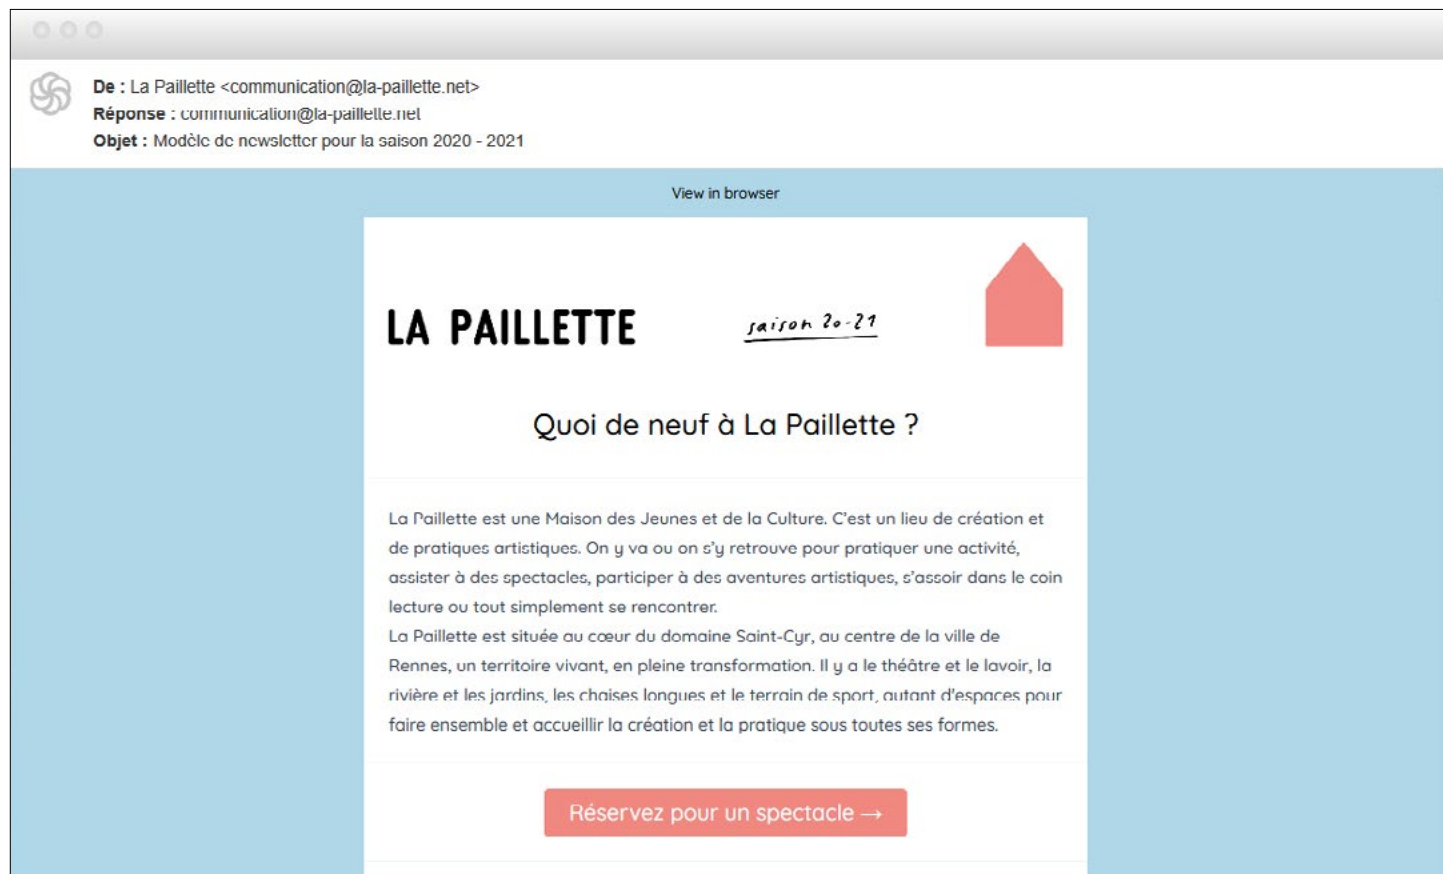 De : La Paillette <communication@la-paillette.net>
Réponse : communication@la-paillette.net
Objet : Modèle de newsletter pour la saison 2020 - 2021
View in browser
LA PAILLETTE
saison 20-21
Quoi de neuf à La Paillette ?
La Paillette est une Maison des Jeunes et de la Culture. C'est un lieu de création et
de pratiques artistiques. On y va ou on s'y retrouve pour pratiquer une activité,
assister à des spectacles, participer à des aventures artistiques, s'assoir dans le coin
lecture ou tout simplement se rencontrer.
La Paillette est située au cœur du domaine Saint-Cyr, au centre de la ville de
Rennes, un territoire vivant, en pleine transformation. Il y a le théâtre et le lavoir, la
rivière et les jardins, les chaises longues et le terrain de sport, autant d'espaces pour
faire ensemble et accueillir la création et la pratique sous toutes ses formes.
Réservez pour un spectacle →